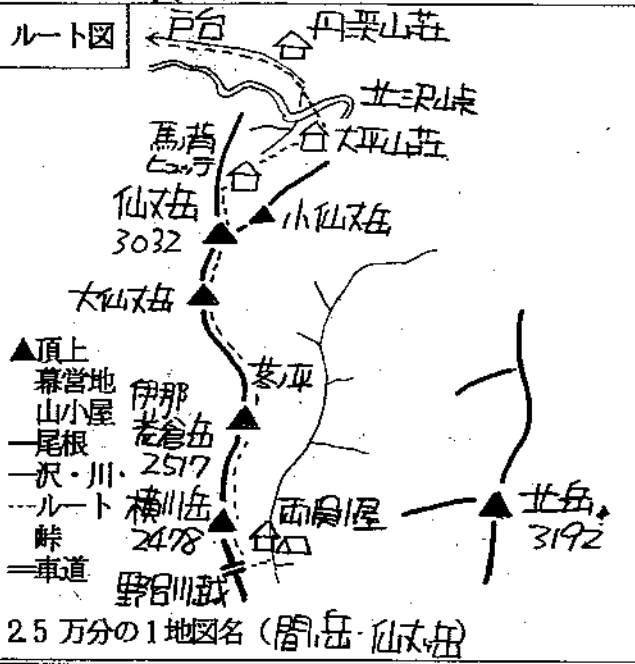 ルート図
戸台
丹渓山荘
北沢峠
馬ノ背
ヒュッテ
大平山荘
仙丈岳
3032
小仙丈岳
大仙丈岳
▲頂上
幕営地
山小屋
尾根
沢・川・
ルート
峠
車道
苳ノ平
伊那
荒倉岳
2517
横川岳
2478
両俣小屋
北岳
3192
野呂川越
2.5 万分の1地図名（間ノ岳・仙丈岳）